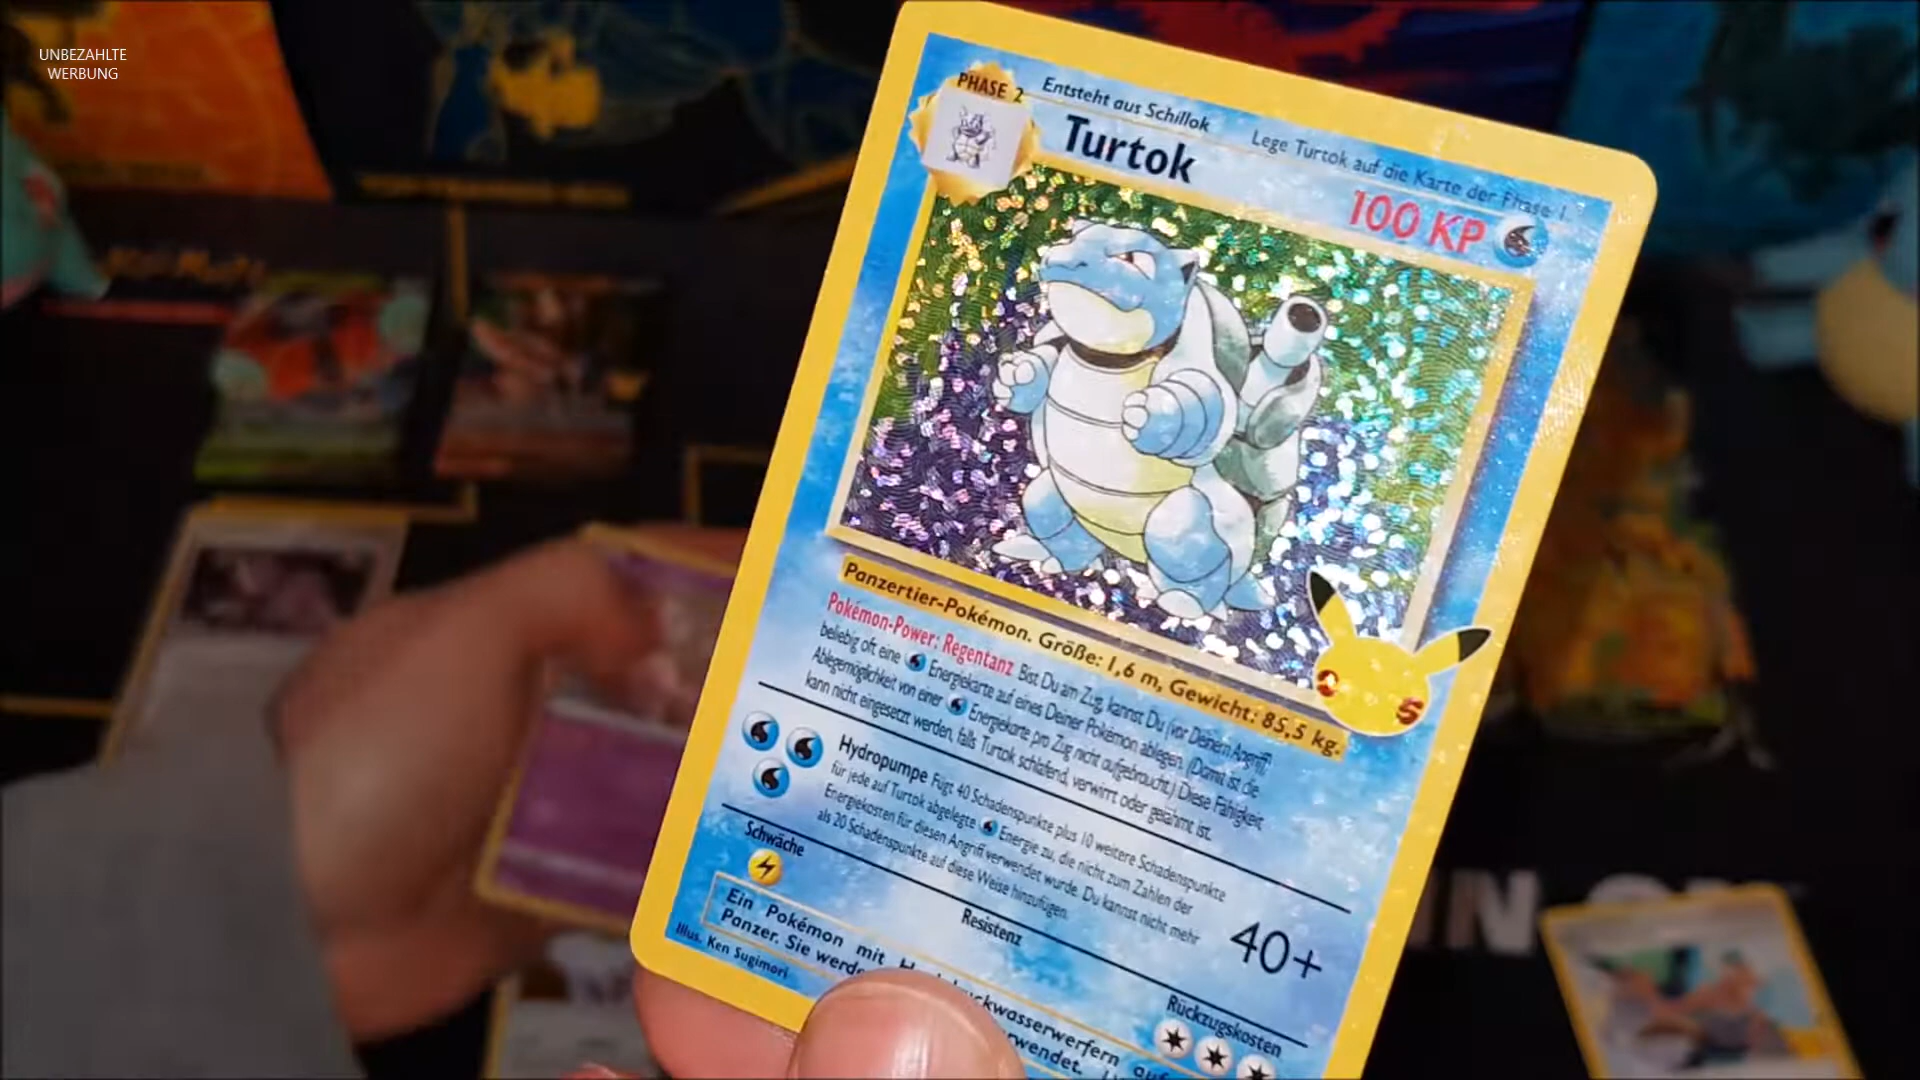 UNBEZAHLTE
WERBUNG
PHASE 2
Entsteht aus Schillok
Lege Turtok auf die Karte der Phase 1.
Turtok
100 KP
Panzertier-Pokémon. Größe: 1,6 m, Gewicht: 85,5 kg.
Pokémon-Power: Regentanz Bist Du am Zug, kannst Du (vor Deinem Angriff)
beliebig oft eine Energiekarte auf eines Deiner Pokémon ablegen. (Damit ist die
Ablegemöglichkeit von einer Energiekarte pro Zug nicht aufgebraucht.) Diese Fähigkeit
kann nicht eingesetzt werden, falls Turtok schlafend, verwirrt oder gelähmt ist.
Hydropumpe Fügt 40 Schadenspunkte plus 10 weitere Schadenspunkte
für jede auf Turtok abgelegte Energie zu, die nicht zum Zahlen der
Energiekosten für diesen Angriff verwendet wurde. Du kannst nicht mehr
als 20 Schadenspunkte auf diese Weise hinzufügen.
40+
Schwäche
Resistenz
Rückzugskosten
Ein Pokémon mit ckwasserwerfern auf
Panzer. Sie werde
Illus. Ken Sugimori